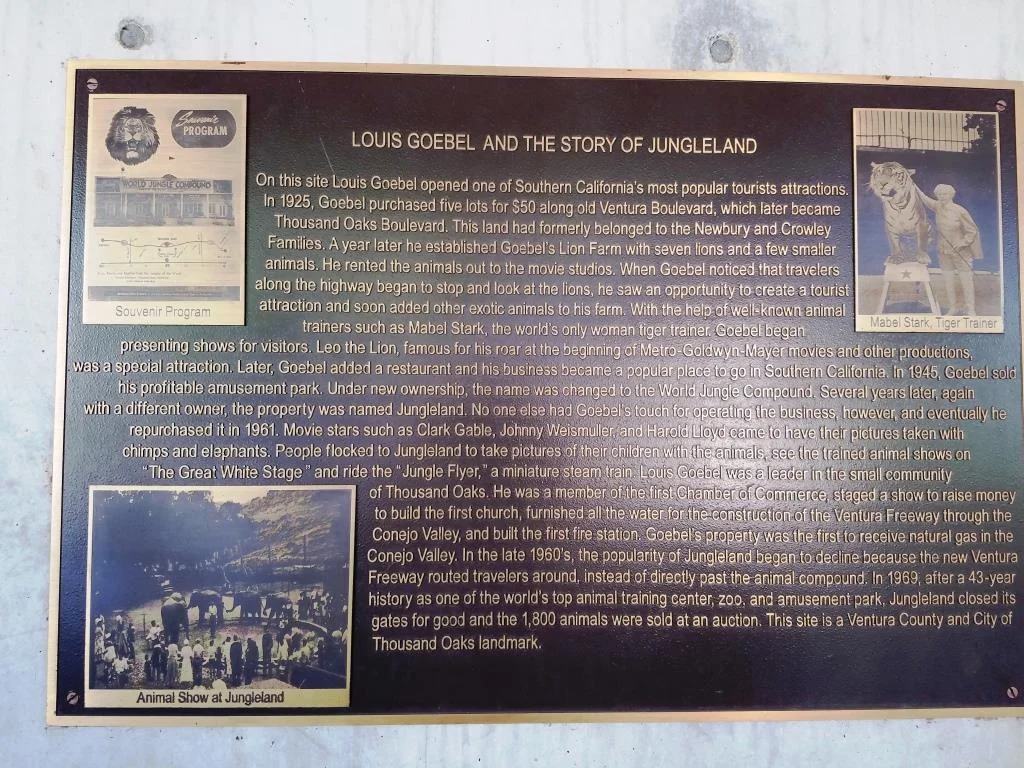 Souvenir
PROGRAM
WORLD JUNGLE COMPOUND
Souvenir Program
LOUIS GOEBEL AND THE STORY OF JUNGLELAND
On this site Louis Goebel opened one of Southern California's most popular tourists attractions.
In 1925, Goebel purchased five lots for $50 along old Ventura Boulevard, which later became
Thousand Oaks Boulevard. This land had formerly belonged to the Newbury and Crowley
Families. A year later he established Goebel's Lion Farm with seven lions and a few smaller
animals. He rented the animals out to the movie studios. When Goebel noticed that travelers
along the highway began to stop and look at the lions, he saw an opportunity to create a tourist
attraction and soon added other exotic animals to his farm. With the help of well-known animal
trainers such as Mabel Stark, the world's only woman tiger trainer, Goebel began
presenting shows for visitors. Leo the Lion, famous for his roar at the beginning of Metro-Goldwyn-Mayer movies and other productions,
was a special attraction. Later, Goebel added a restaurant and his business became a popular place to go in Southern California. In 1945, Goebel sold
his profitable amusement park. Under new ownership, the name was changed to the World Jungle Compound. Several years later, again
with a different owner, the property was named Jungleland. No one else had Goebel's touch for operating the business, however, and eventually he
repurchased it in 1961. Movie stars such as Clark Gable, Johnny Weismuller, and Harold Lloyd came to have their pictures taken with
chimps and elephants. People flocked to Jungleland to take pictures of their children with the animals, see the trained animal shows on
"The Great White Stage" and ride the "Jungle Flyer," a miniature steam train. Louis Goebel was a leader in the small community
of Thousand Oaks. He was a member of the first Chamber of Commerce, staged a show to raise money
to build the first church, furnished all the water for the construction of the Ventura Freeway through the
Conejo Valley, and built the first fire station. Goebel's property was the first to receive natural gas in the
Conejo Valley. In the late 1960's, the popularity of Jungleland began to decline because the new Ventura
Freeway routed travelers around, instead of directly past the animal compound. In 1969, after a 43-year
history as one of the world's top animal training center, zoo, and amusement park, Jungleland closed its
gates for good and the 1,800 animals were sold at an auction. This site is a Ventura County and City of
Thousand Oaks landmark.
Mabel Stark, Tiger Trainer
Animal Show at Jungleland